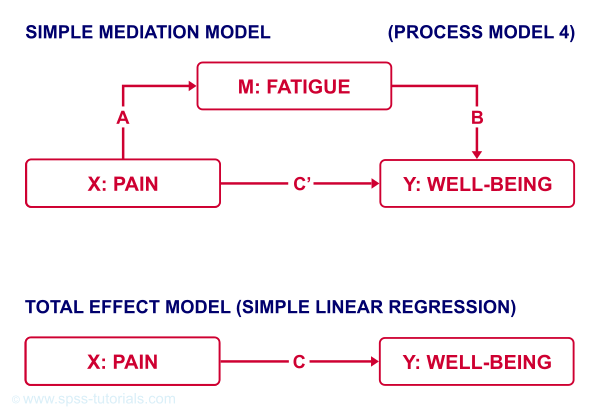 SIMPLE MEDIATION MODEL (PROCESS MODEL 4)
M: FATIGUE
A B
X: PAIN C’ Y: WELL-BEING
TOTAL EFFECT MODEL (SIMPLE LINEAR REGRESSION)
X: PAIN C Y: WELL-BEING
© www.spss-tutorials.com